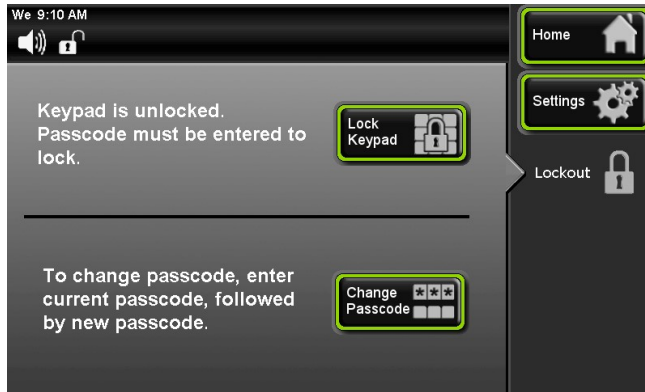 We 9:10 AM
Home
Settings
Lockout
Keypad is unlocked.
Passcode must be entered to
lock.
Lock
Keypad
To change passcode, enter
current passcode, followed
by new passcode.
Change
Passcode